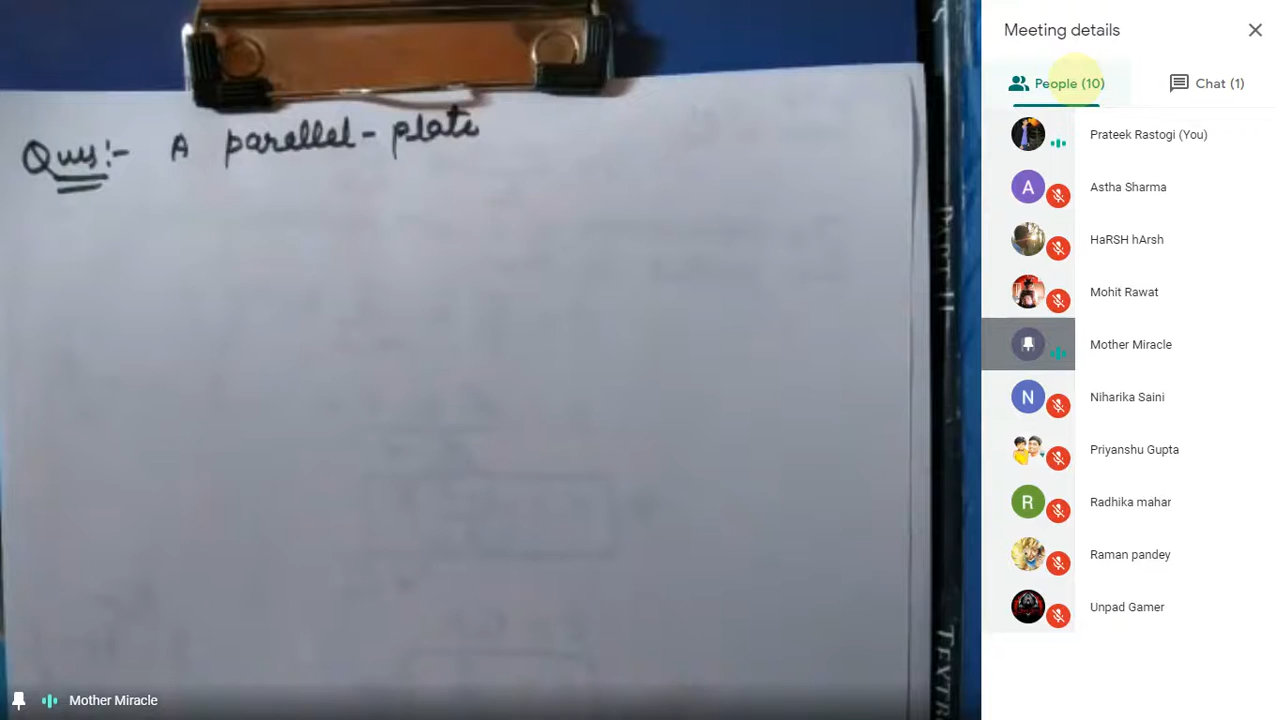 Ques:- A parallel-plate
Meeting details
People (10)
Chat (1)
Prateek Rastogi (You)
A Astha Sharma
HaRSH hArsh
Mohit Rawat
Mother Miracle
N Niharika Saini
Priyanshu Gupta
R Radhika mahar
Raman pandey
Unpad Gamer
Mother Miracle